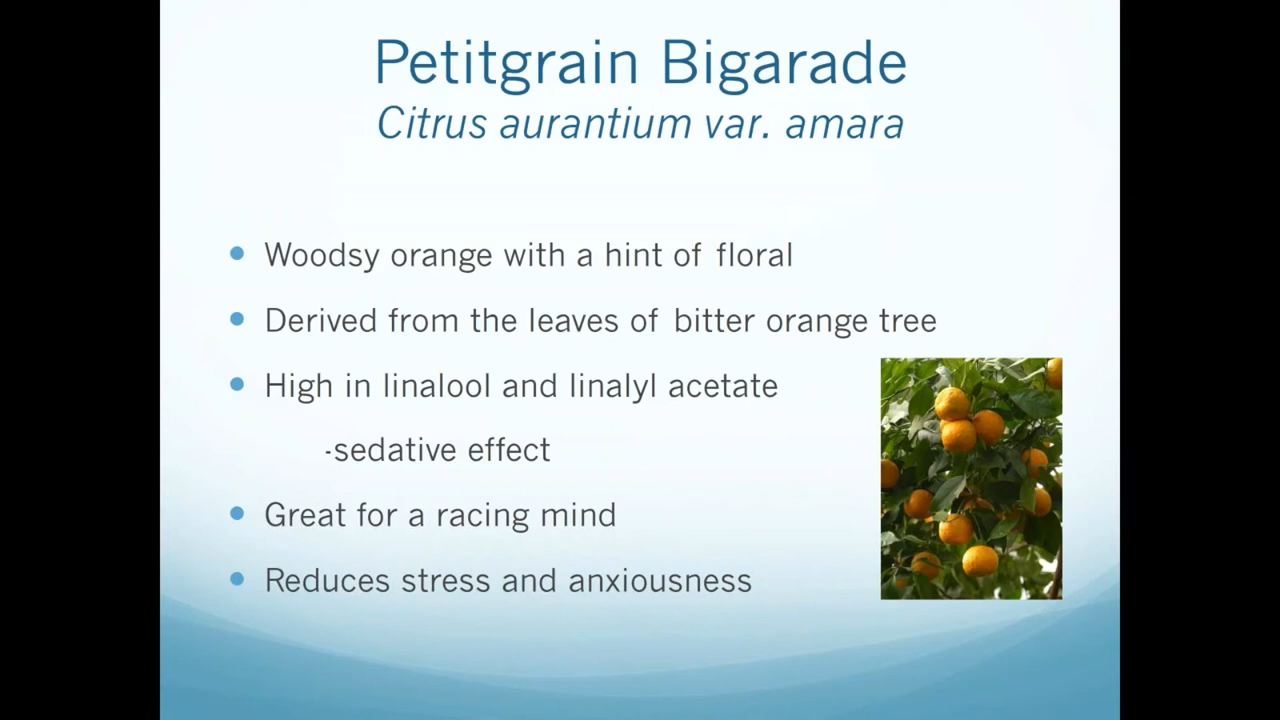 Petitgrain Bigarade
Citrus aurantium var. amara
• Woodsy orange with a hint of floral
• Derived from the leaves of bitter orange tree
• High in linalool and linalyl acetate
-sedative effect
• Great for a racing mind
• Reduces stress and anxiousness